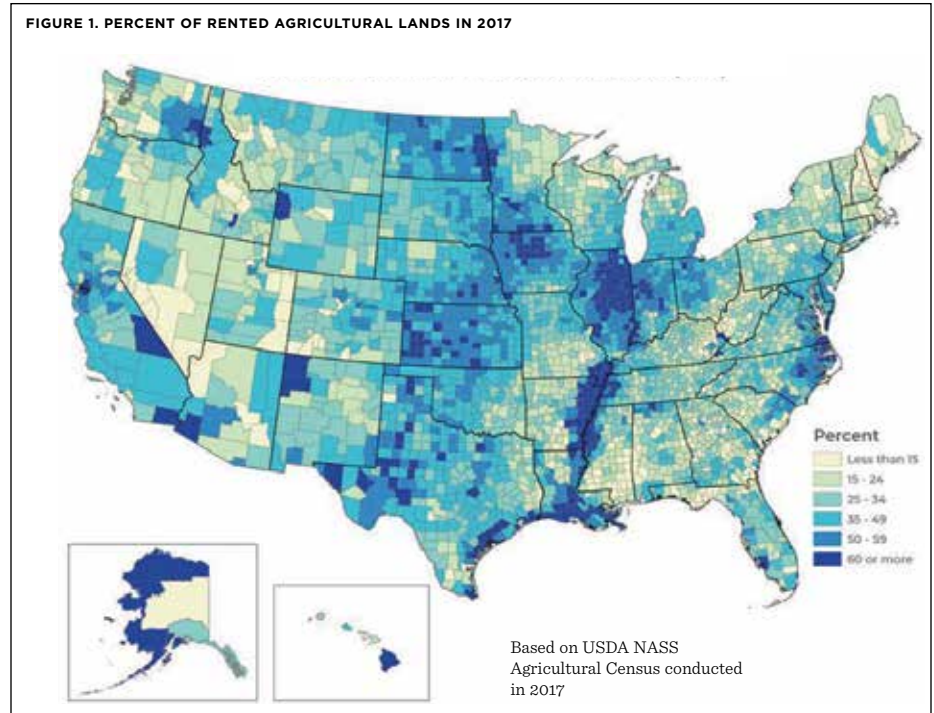 FIGURE 1. PERCENT OF RENTED AGRICULTURAL LANDS IN 2017
Percent
Less than 15
15 - 24
25 - 34
35 - 49
50 - 59
60 or more
Based on USDA NASS
Agricultural Census conducted
in 2017